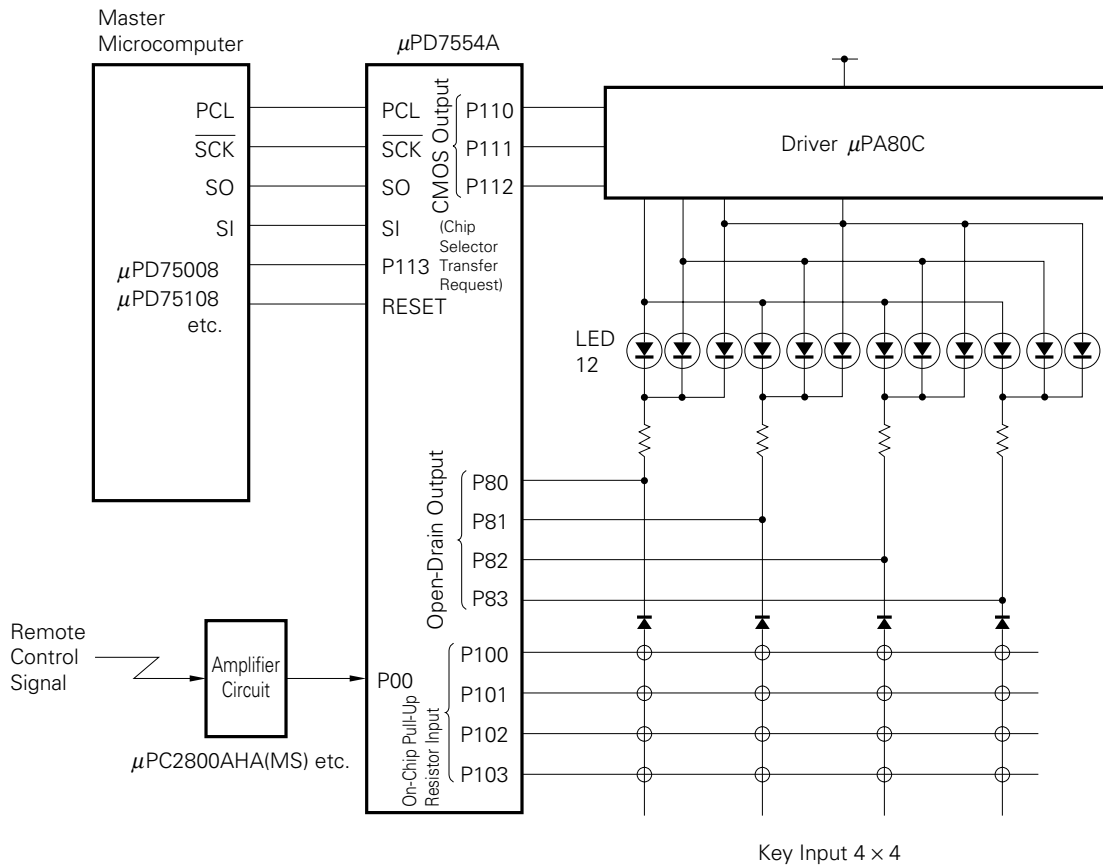 Master
Microcomputer
μPD7554A
PCL
SCK
SO
SI
μPD75008
μPD75108
etc.
PCL
SCK
SO
SI
P113
RESET
(Chip
Selector
Transfer
Request)
CMOS Output
P110
P111
P112
Driver μPA80C
LED
12
Open-Drain Output
P80
P81
P82
P83
Remote
Control
Signal
Amplifier
Circuit
μPC2800AHA(MS) etc.
P00
On-Chip Pull-Up
Resistor Input
P100
P101
P102
P103
Key Input 4 × 4